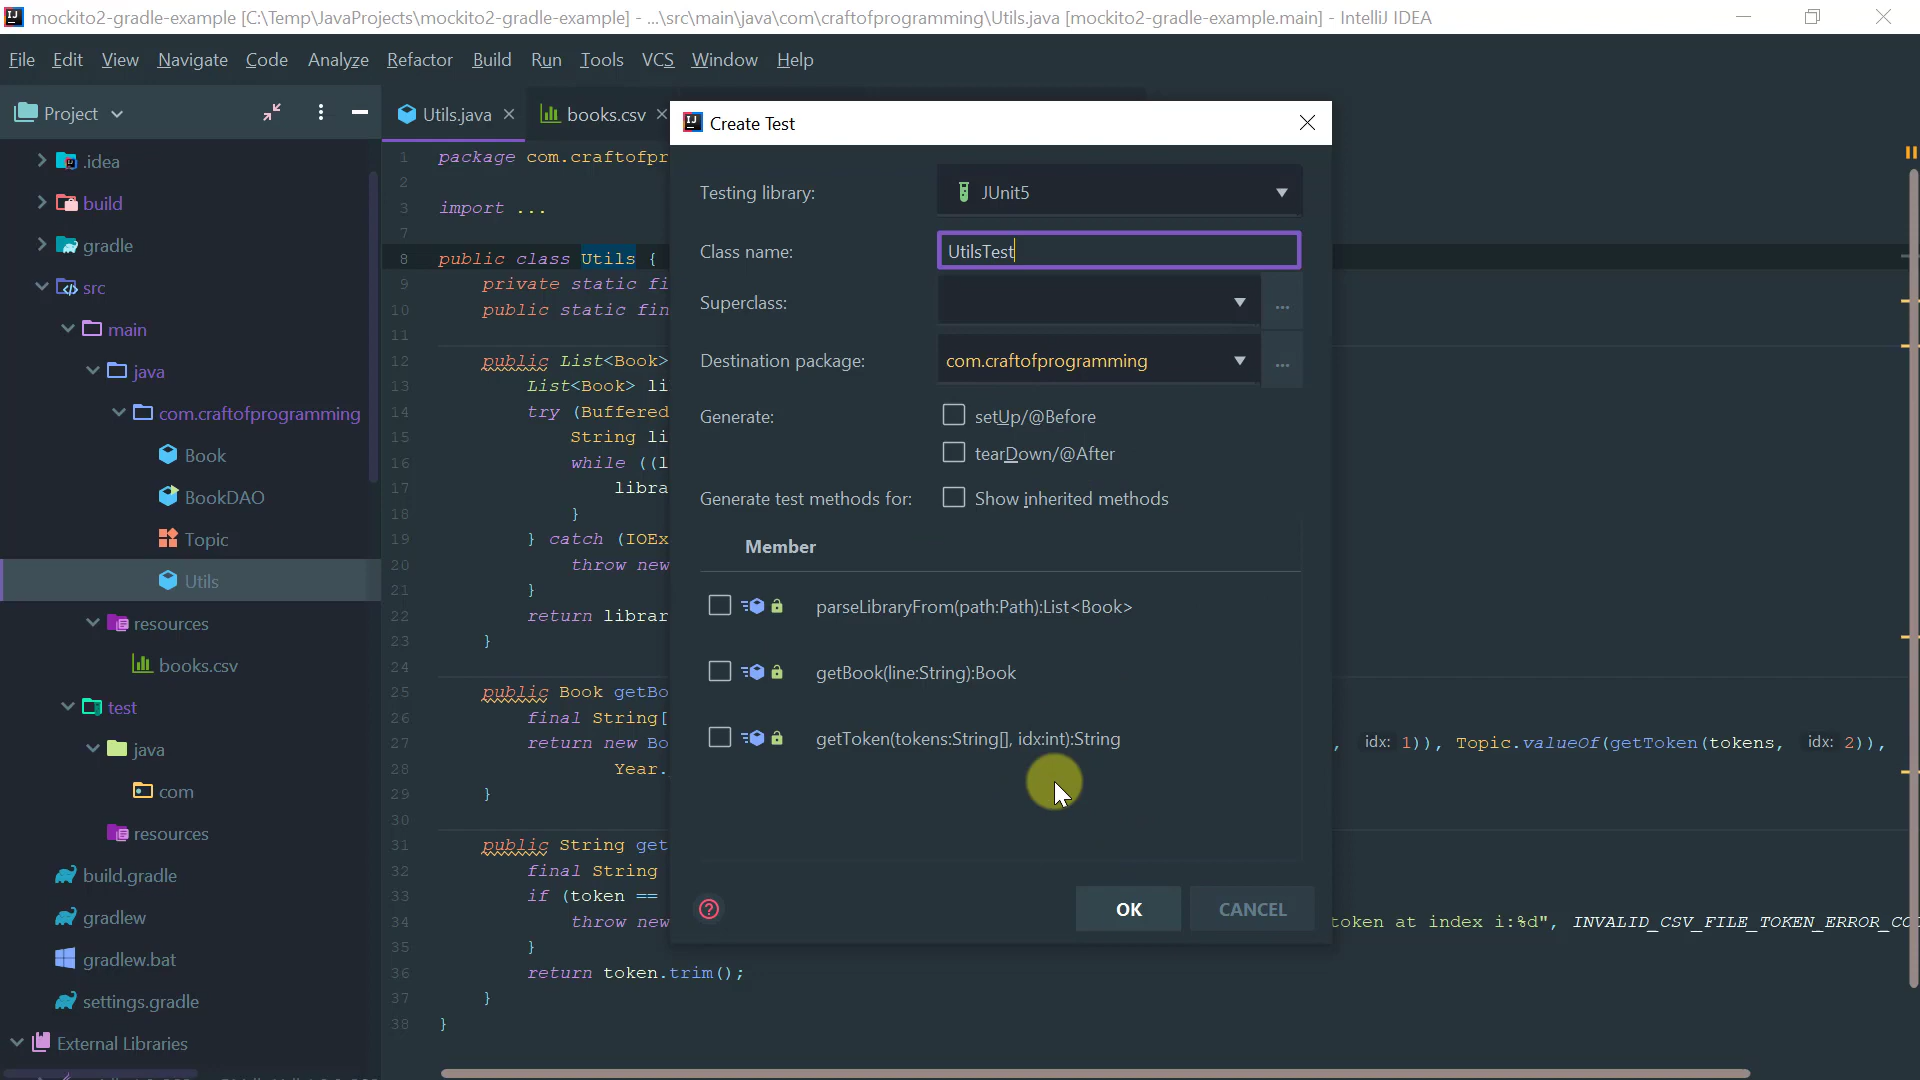 mockito2-gradle-example [C:\Temp\JavaProjects\mockito2-gradle-example] - ...\src\main\java\com\craftofprogramming\Utils.java [mockito2-gradle-example.main] - IntelliJ IDEA
File Edit View Navigate Code Analyze Refactor Build Run Tools VCS Window Help
Project
Utils.java
books.csv
.idea
build
gradle
src
main
java
com.craftofprogramming
Book
BookDAO
Topic
Utils
resources
books.csv
test
java
com
resources
build.gradle
gradlew
gradlew.bat
settings.gradle
External Libraries
1 package com.craftofpr
2
3 import ...
7
8 public class Utils {
9 private static fi
10 public static fin
11
12 public List<Book>
13 List<Book> li
14 try (Buffered
15 String li
16 while ((l
17 libra
18 }
19 } catch (IOEx
20 throw new
21 }
22 return librar
23 }
24
25 public Book getBo
26 final String[
27 return new Bo , idx: 1)), Topic.valueOf(getToken(tokens, idx: 2)),
28 Year.
29 }
30
31 public String get
32 final String
33 if (token ==
34 throw new token at index i:%d", INVALID_CSV_FILE_TOKEN_ERROR_CO
35 }
36 return token.trim();
37 }
38 }
Create Test
Testing library: JUnit5
Class name: UtilsTest
Superclass: ...
Destination package: com.craftofprogramming ...
Generate: setUp/@Before
tearDown/@After
Generate test methods for: Show inherited methods
Member
parseLibraryFrom(path:Path):List<Book>
getBook(line:String):Book
getToken(tokens:String[], idx:int):String
?
OK
CANCEL